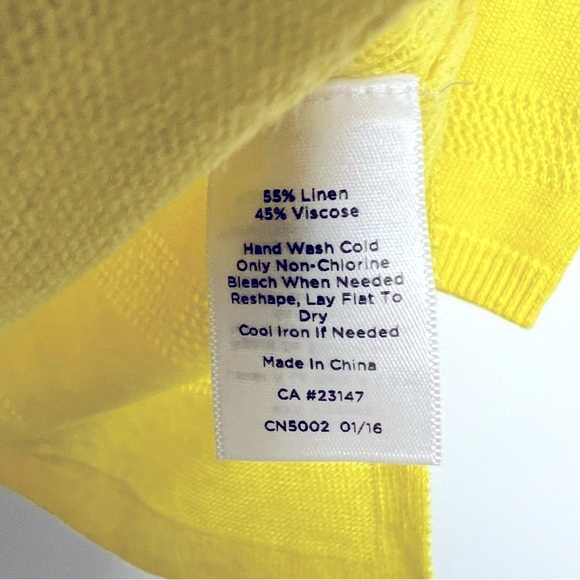 55% Linen
45% Viscose
Hand Wash Cold
Only Non-Chlorine
Bleach When Needed
Reshape, Lay Flat To
Dry
Cool Iron If Needed
Made In China
CA #23147
CN5002 01/16